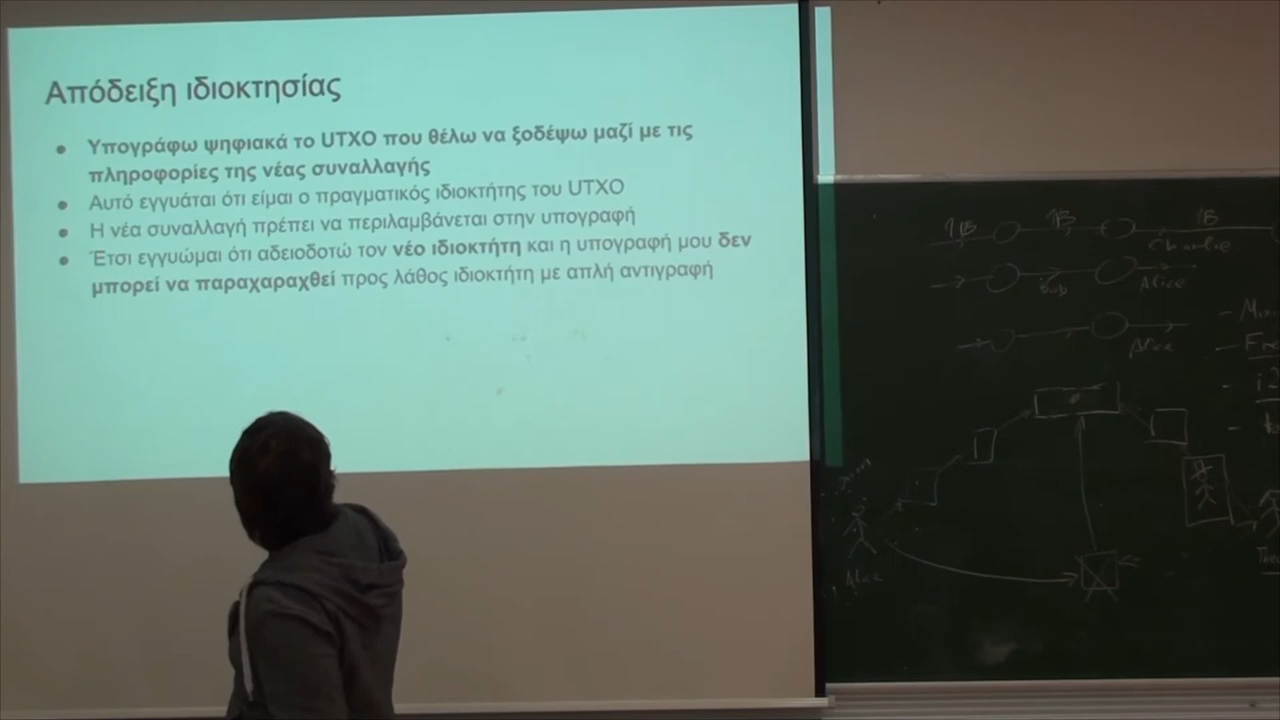 Απόδειξη ιδιοκτησίας
● Υπογράφω ψηφιακά το UTXO που θέλω να ξοδέψω μαζί με τις
πληροφορίες της νέας συναλλαγής
● Αυτό εγγυάται ότι είμαι ο πραγματικός ιδιοκτήτης του UTXO
● Η νέα συναλλαγή πρέπει να περιλαμβάνεται στην υπογραφή
● Έτσι εγγυώμαι ότι αδειοδοτώ τον νέο ιδιοκτήτη και η υπογραφή μου δεν
μπορεί να παραχαραχθεί προς λάθος ιδιοκτήτη με απλή αντιγραφή
1B 1B 1B
Charlie
bob Alice
Alice
Alice